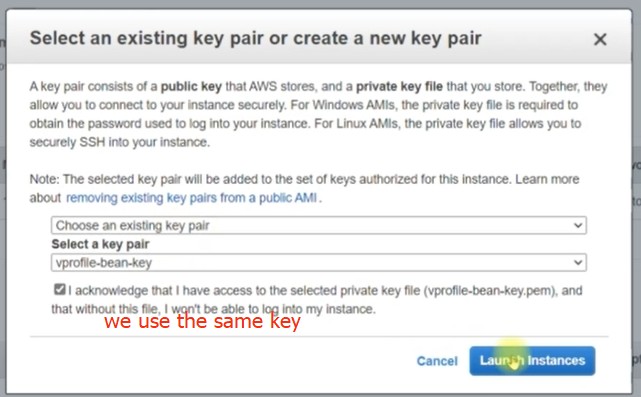 Select an existing key pair or create a new key pair
A key pair consists of a public key that AWS stores, and a private key file that you store. Together, they
allow you to connect to your instance securely. For Windows AMIs, the private key file is required to
obtain the password used to log into your instance. For Linux AMIs, the private key file allows you to
securely SSH into your instance.
Note: The selected key pair will be added to the set of keys authorized for this instance. Learn more
about removing existing key pairs from a public AMI .
Choose an existing key pair
Select a key pair
vprofile-bean-key
I acknowledge that I have access to the selected private key file (vprofile-bean-key.pem), and
that without this file, I won't be able to log into my instance.
we use the same key
Cancel Launch Instances